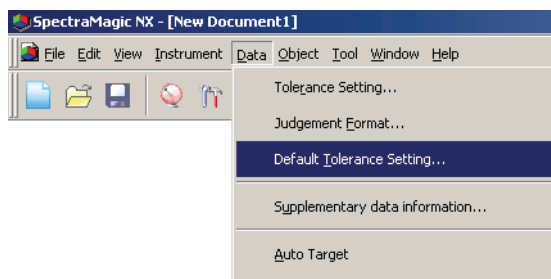 SpectraMagic NX - [New Document1]
File Edit View Instrument Data Object Tool Window Help
Tolerance Setting...
Judgement Format...
Default Tolerance Setting...
Supplementary data information...
Auto Target